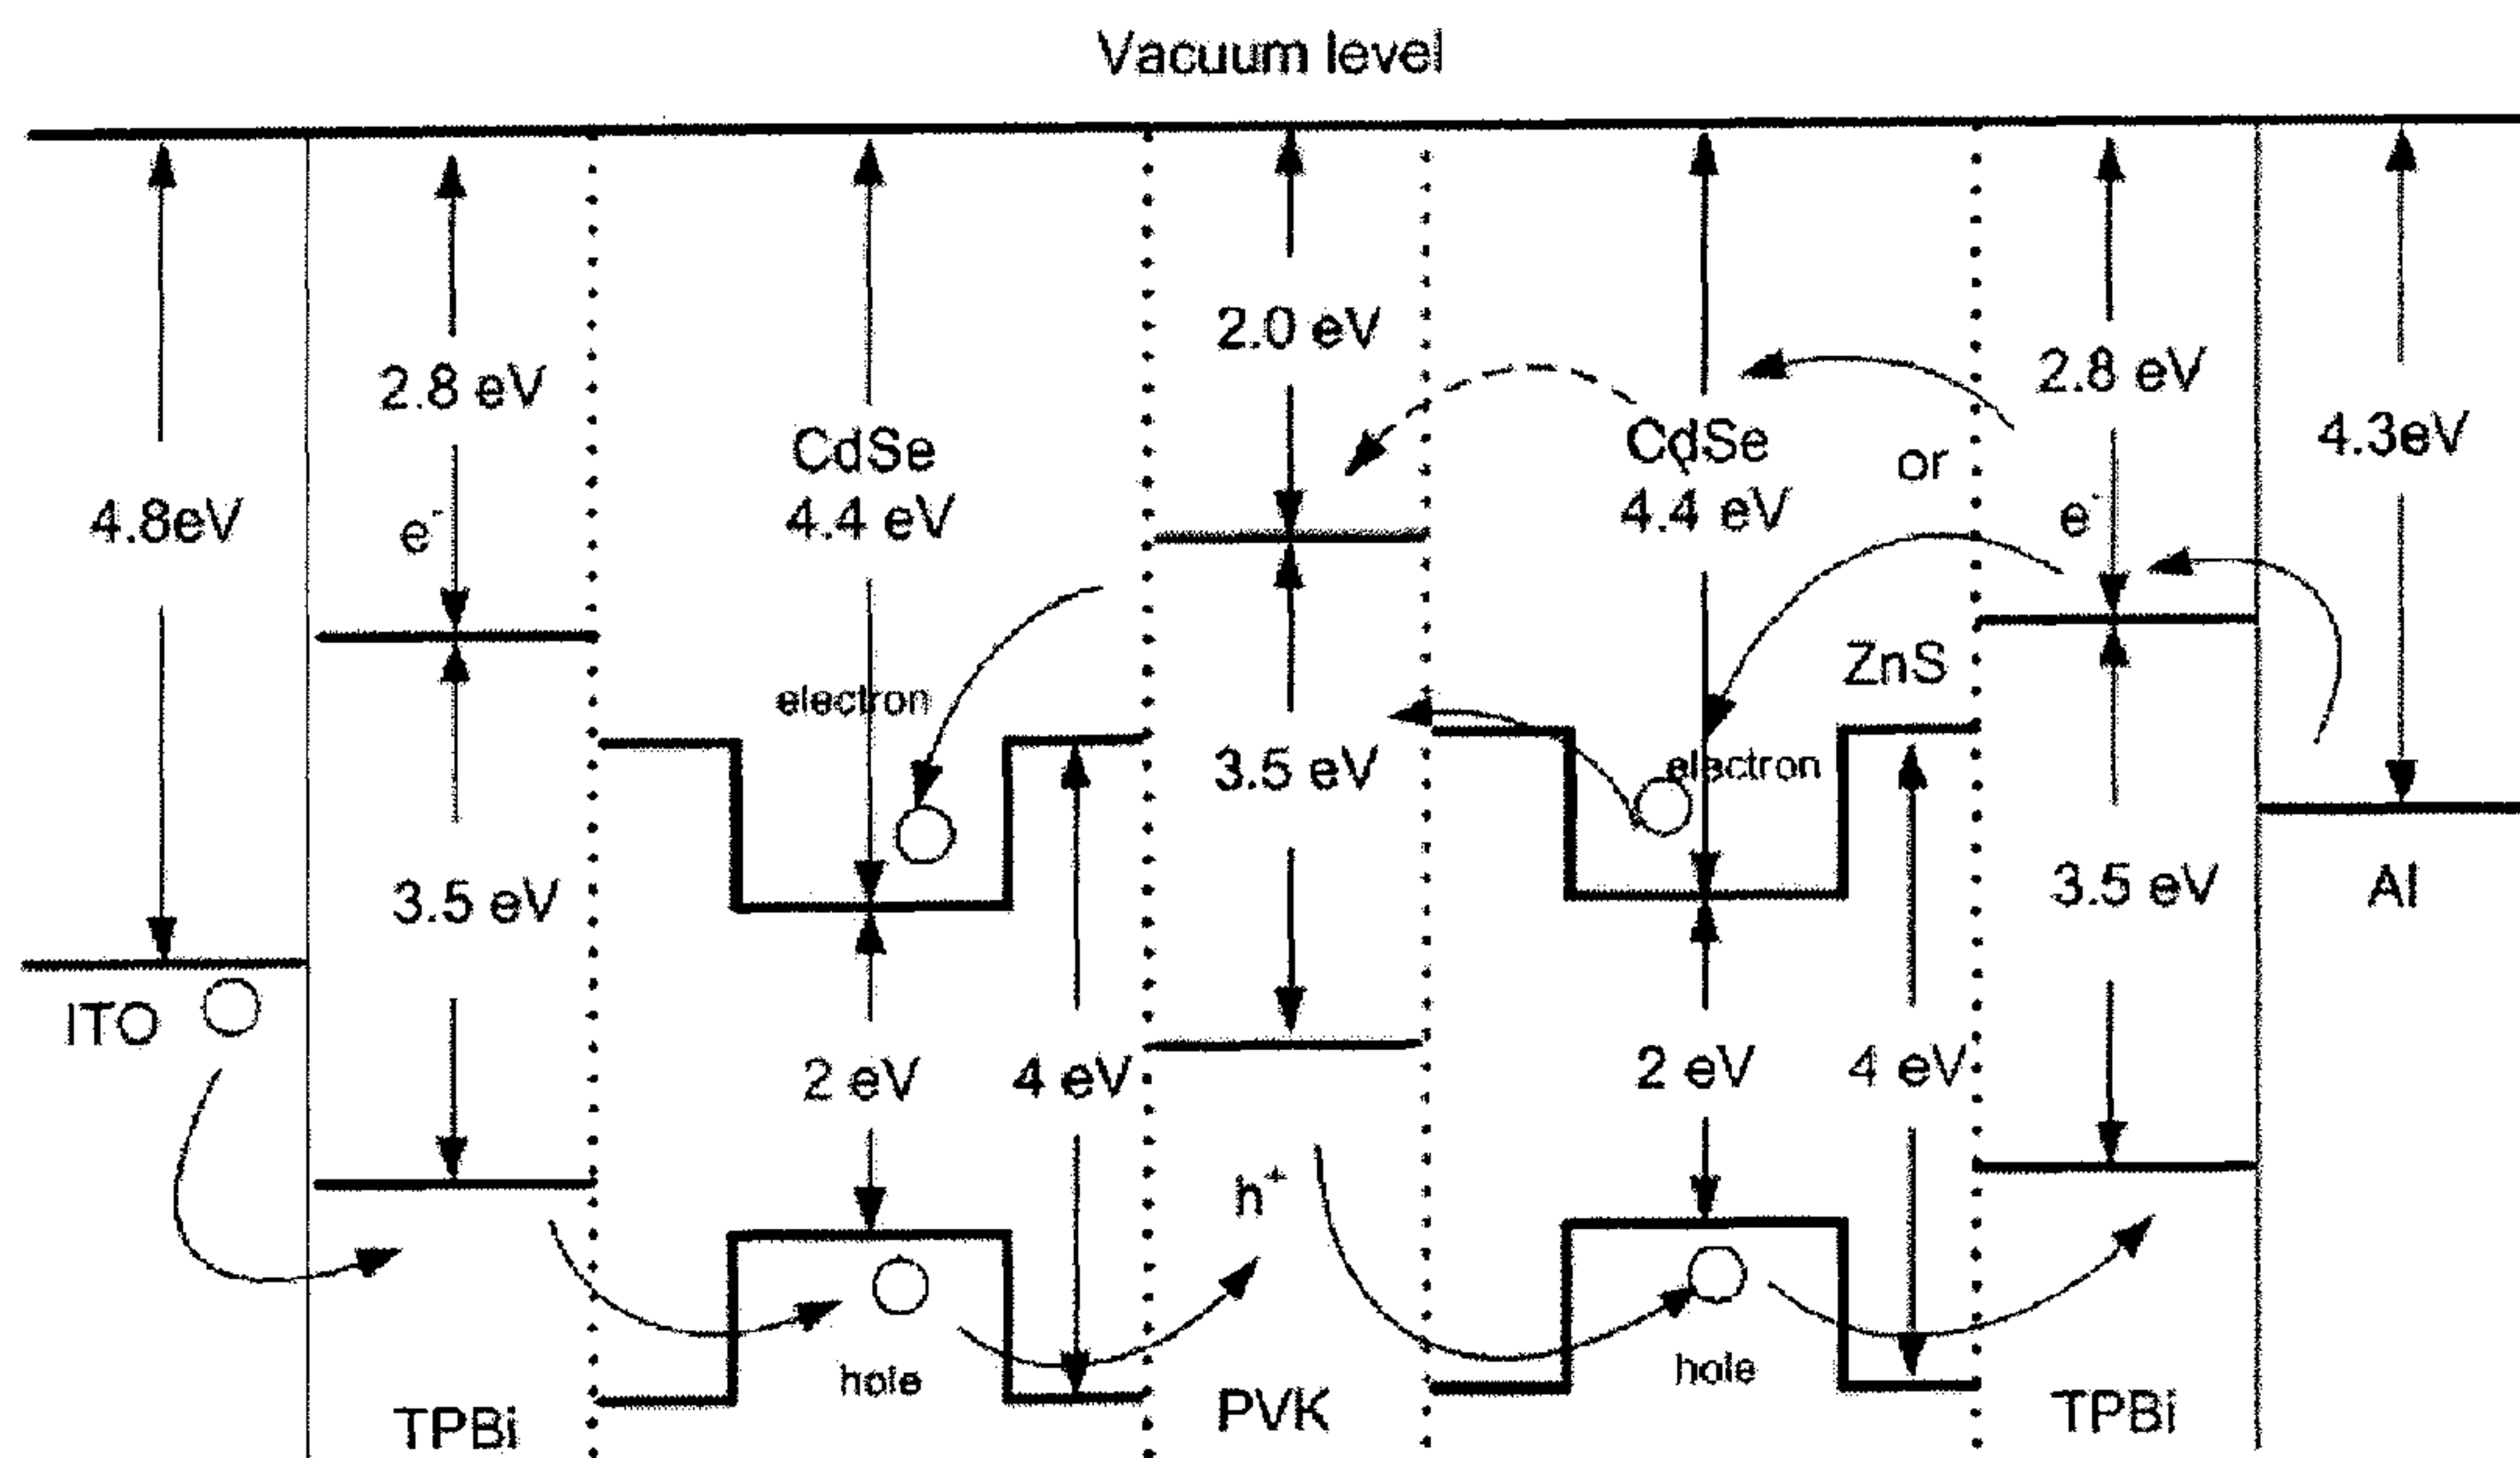 Vacuum level
2.0 eV
2.8 eV
2.8 eV
CdSe
4.4 eV
CdSe
4.4 eV
or
4.3eV
4.8eV
e-
e-
ZnS
electron
electron
3.5 eV
3.5 eV
3.5 eV
Al
ITO
2 eV
4 eV
2 eV
4 eV
h+
hole
hole
TPBi
PVK
TPBi